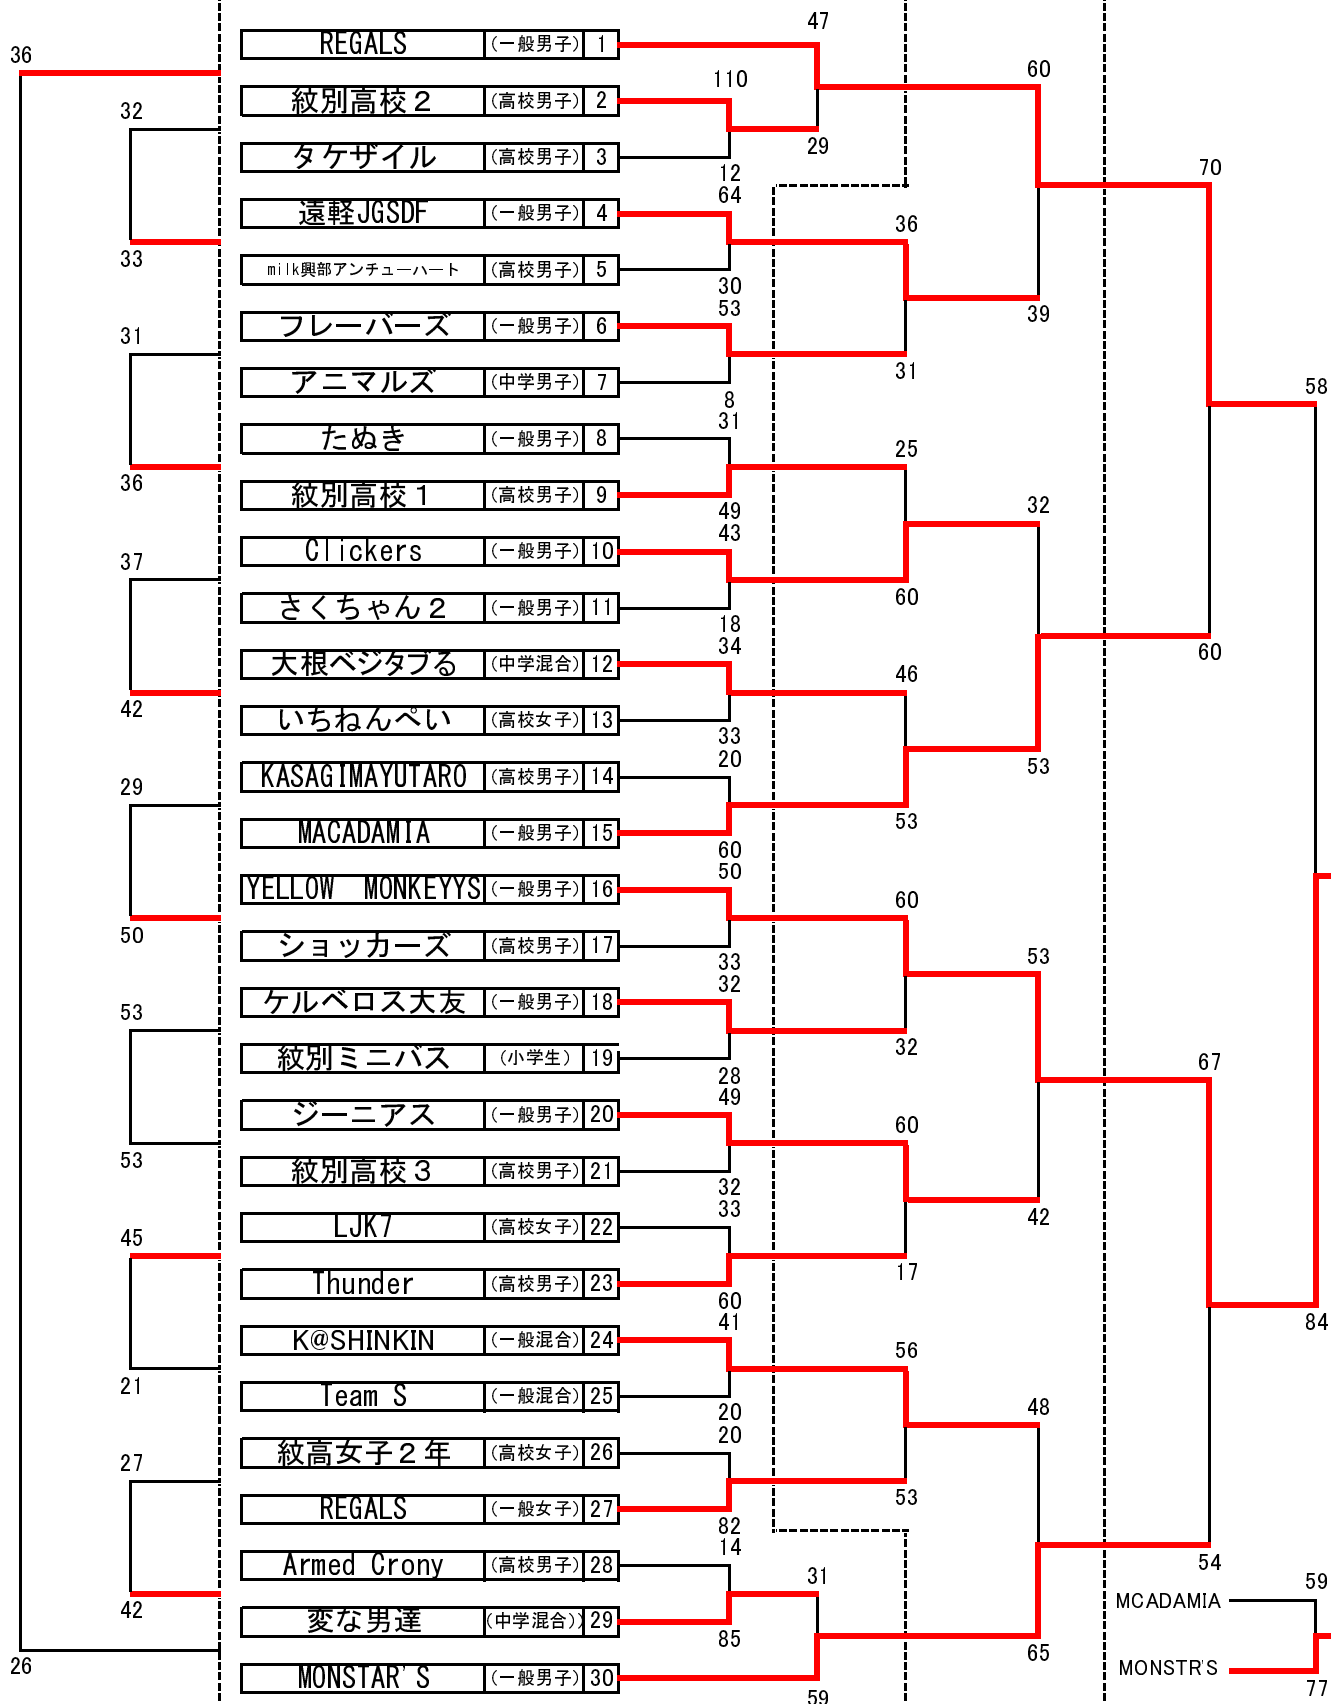 47
REGALS (一般男子) 1
36
60
110
32
紋別高校２ (高校男子) 2
29
タケザイル (高校男子) 3
12
70
64
遠軽JGSDF (一般男子) 4
36
33
milk興部アンチューハート (高校男子) 5
30
53
39
フレーバーズ (一般男子) 6
31
31
アニマルズ (中学男子) 7
8
58
31
たぬき (一般男子) 8
25
36
紋別高校１ (高校男子) 9
49
32
43
Clickers (一般男子) 10
37
60
さくちゃん２ (一般男子) 11
18
34
60
大根ベジタブる (中学混合) 12
46
42
いちねんぺい (高校女子) 13
33
20
53
KASAGIMAYUTARO (高校男子) 14
29
53
MACADAMIA (一般男子) 15
60
50
YELLOW　MONKEYYS (一般男子) 16
60
50
ショッカーズ (高校男子) 17
33
53
32
ケルベロス大友 (一般男子) 18
53
32
紋別ミニバス (小学生) 19
28
67
49
ジーニアス (一般男子) 20
60
53
紋別高校３ (高校男子) 21
32
33
42
LJK7 (高校女子) 22
45
17
Thunder (高校男子) 23
60
84
41
K@SHINKIN (一般混合) 24
56
21
Team S (一般混合) 25
20
48
20
紋高女子２年 (高校女子) 26
27
53
REGALS (一般女子) 27
82
14
54
Armed Crony (高校男子) 28
31
59
42
MCADAMIA
変な男達 (中学混合)) 29
85
65
26
MONSTAR'S (一般男子) 30
MONSTR'S
59
77